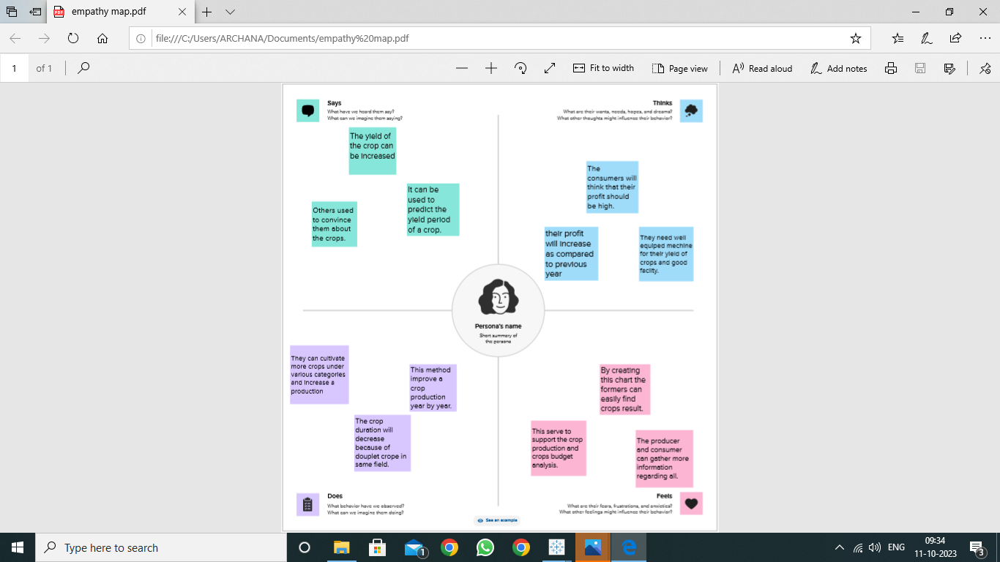 empathy map.pdf
file:///C:/Users/ARCHANA/Documents/empathy%20map.pdf
1 of 1
Fit to width
Page view
Read aloud
Add notes
Says
What have we heard them say?
What can we imagine them saying?
Thinks
What are their wants, needs, hopes, and dreams?
What other thoughts might influence their behavior?
The yield of
the crop can
be increased
It can be
used to
predict the
yield period
of a crop.
Others used
to convince
them about
the crops.
The
consumers will
think that their
profit should
be high.
their profit
will increase
as compared
to previous
year
They need well
equiped mechine
for their yield of
crops and good
facility.
Persona's name
Short summary of
the persona
They can cultivate
more crops under
various categories
and increase a
production
This method
improve a
crop
production
year by year.
The crop
duration will
decrease
because of
douplet crope in
same field.
By creating
this chart the
formers can
easily find
crops result.
This serve to
support the crop
production and
crops budget
analysis.
The producer
and consumer
can gather more
information
regarding all.
Does
What behavior have we observed?
What can we imagine them doing?
Feels
What are their fears, frustrations, and anxieties?
What other feelings might influence their behavior?
See an example
Type here to search
1
ENG
09:34
11-10-2023
3